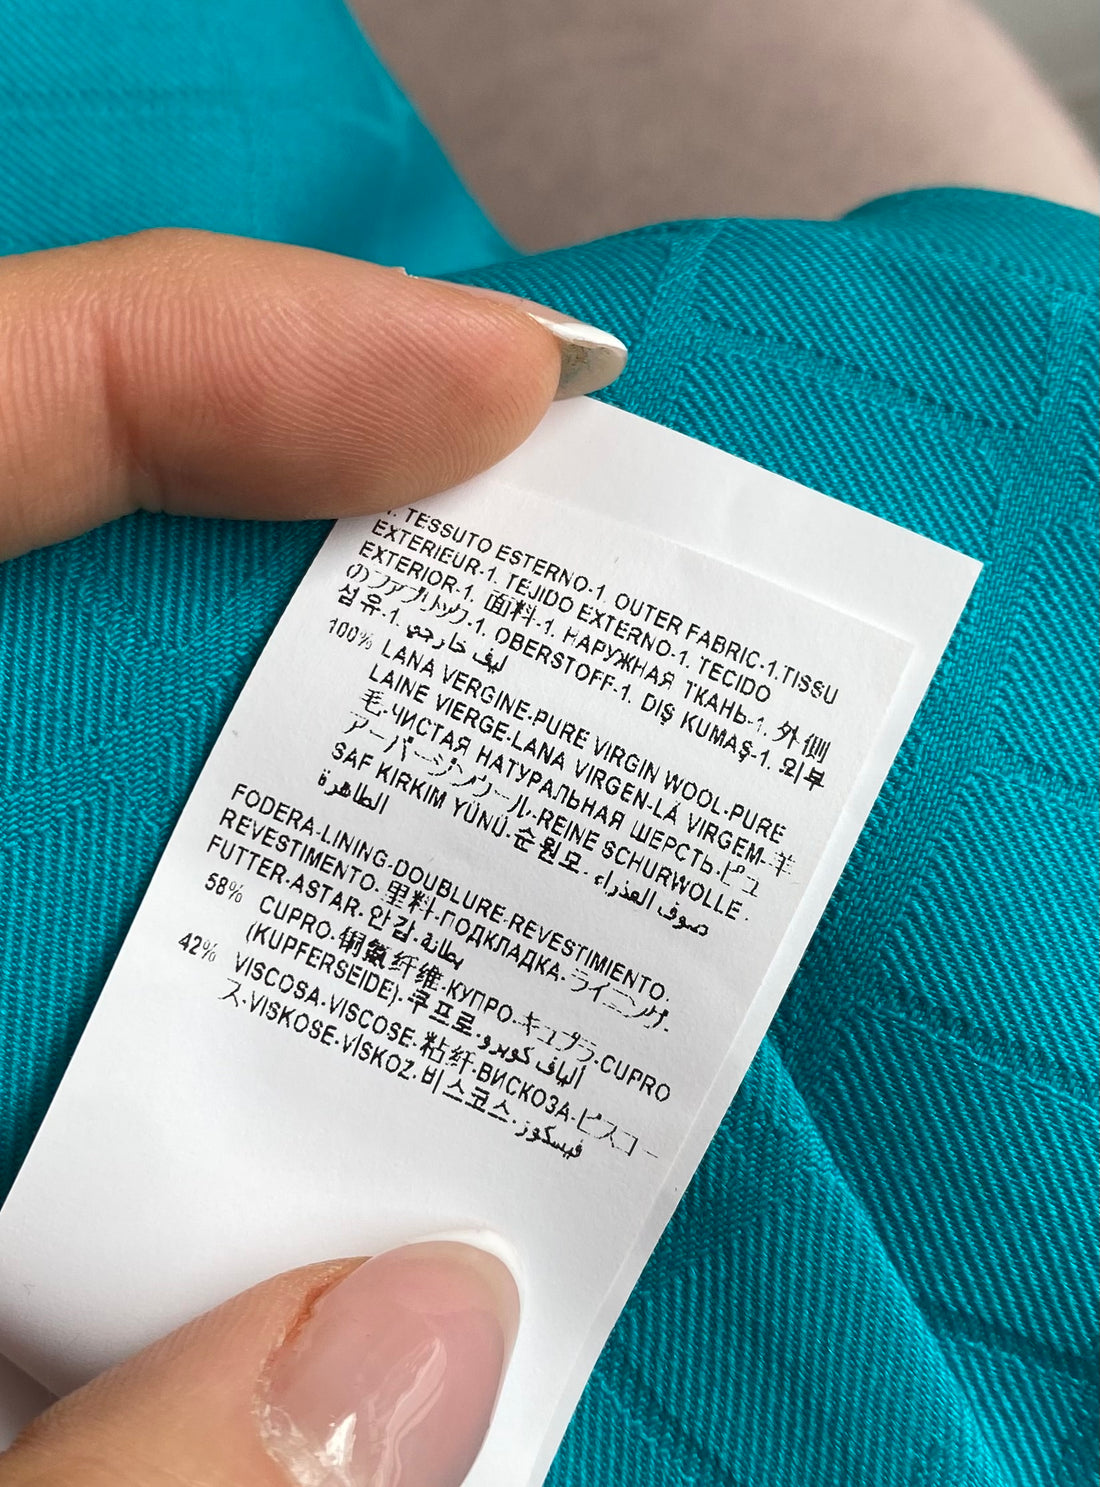 1. TESSUTO ESTERNO-1. OUTER FABRIC-1.TISSU
EXTERIEUR-1. TEJIDO EXTERNO-1. TECIDO
EXTERIOR-1. 面料-1. НАРУЖНАЯ ТКАНЬ-1. 外側
のファブリック-1. OBERSTOFF-1. DIŞ KUMAŞ-1. 외부
섬유-1. ليف خارجي
100% LANA VERGINE-PURE VIRGIN WOOL-PURE
LAINE VIERGE-LANA VIRGEN-LÃ VIRGEM-羊
毛-ЧИСТАЯ НАТУРАЛЬНАЯ ШЕРСТЬ-ピュ
アーバージンウール-REINE SCHURWOLLE-
SAF KIRKIM YÜNÜ-순원모. صوف العذراء
الطاهرة
FODERA-LINING-DOUBLURE-REVESTIMIENTO.
REVESTIMENTO. 里料-ПОДКЛАДКА. ライニング.
FUTTER-ASTAR. 안감. بطانة
58% CUPRO-铜氨纤维-КУПРО-キュプラ-CUPRO
(KUPFERSEIDE). 쿠프로. ألياف كوبرو
42% VISCOSA-VISCOSE-粘纤-ВИСКОЗА-ビスコー
ス-VISKOSE-VİSKOZ. 비스코스. فيسكوز